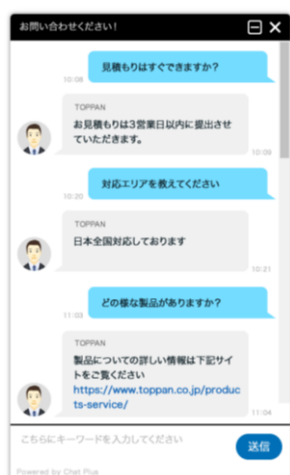 お問い合わせください!
見積もりはすぐできますか?
10:08
TOPPAN
お見積もりは3営業日以内に提出させ
ていただきます。
10:09
対応エリアを教えてください
10:20
TOPPAN
日本全国対応しております
10:21
どの様な製品がありますか?
11:03
TOPPAN
製品についての詳しい情報は下記サイ
トをご覧ください
https://www.toppan.co.jp/produc
ts-service/
11:04
こちらにキーワードを入力してください
送信
Powered by Chat Plus